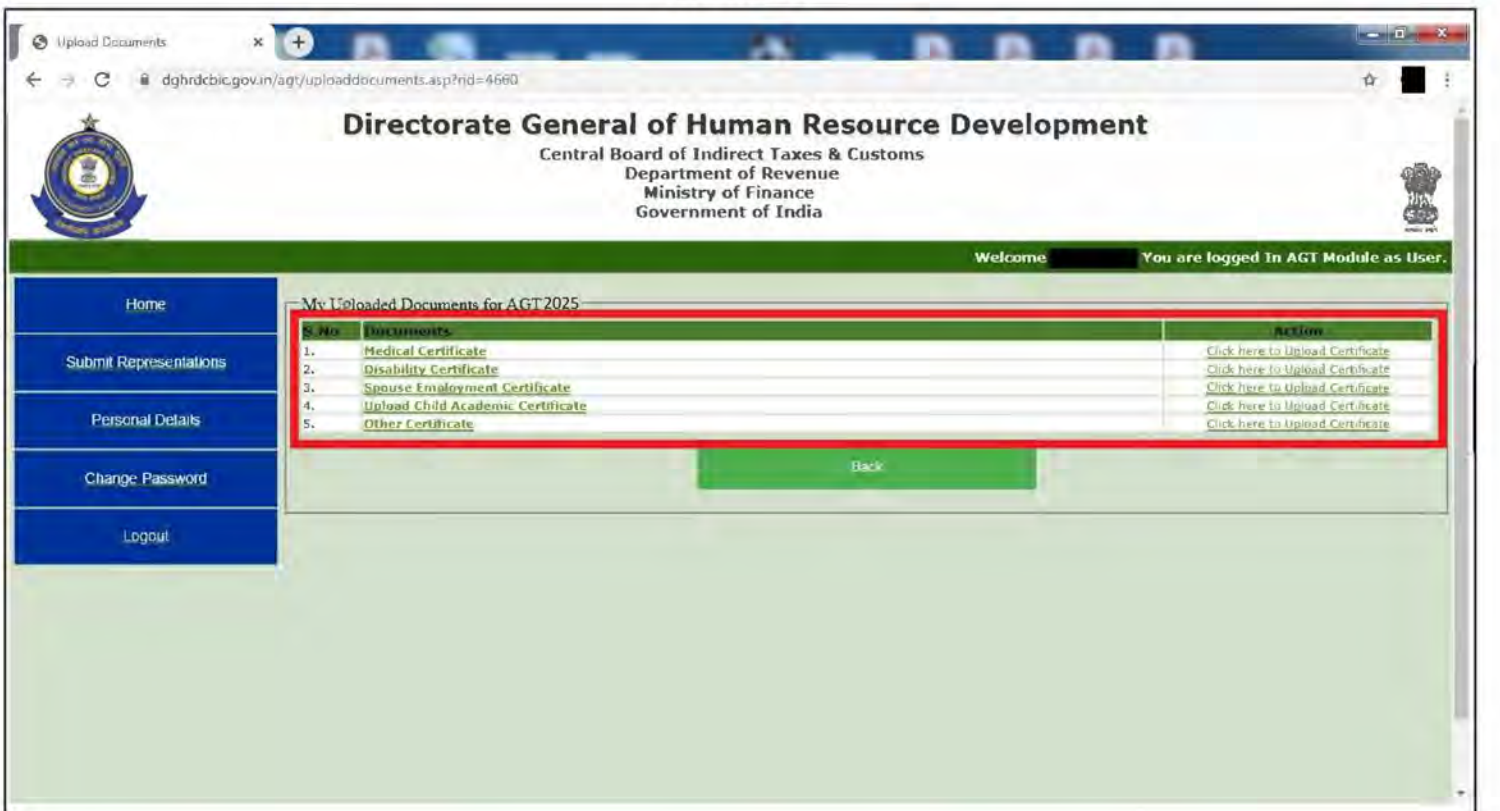 Upload Documents
dghrdcbic.gov.in/agt/uploaddocuments.asp?rid=4660
Directorate General of Human Resource Development
Central Board of Indirect Taxes & Customs
Department of Revenue
Ministry of Finance
Government of India
Welcome You are logged In AGT Module as User.
Home
Submit Representations
Personal Details
Change Password
Logout
My Uploaded Documents for AGT 2025
S.No Documents Action
1. Medical Certificate Click here to Upload Certificate
2. Disability Certificate Click here to Upload Certificate
3. Spouse Employment Certificate Click here to Upload Certificate
4. Upload Child Academic Certificate Click here to Upload Certificate
5. Other Certificate Click here to Upload Certificate
Back